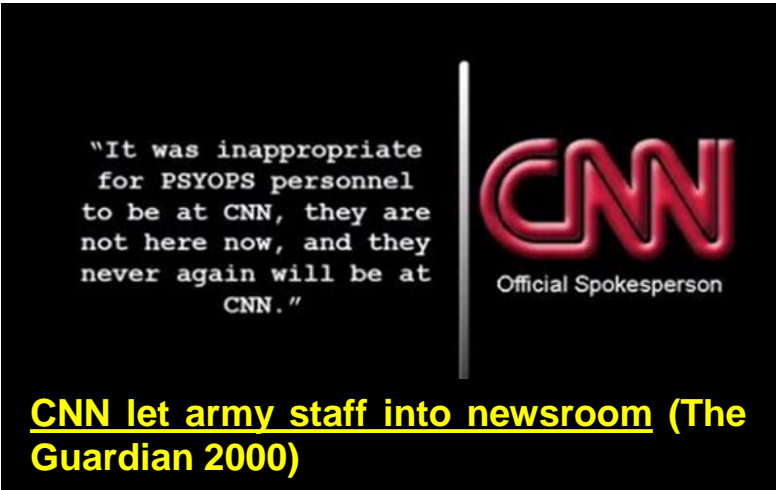 "It was inappropriate
for PSYOPS personnel
to be at CNN, they are
not here now, and they
never again will be at
CNN."
CNN
Official Spokesperson
CNN let army staff into newsroom (The
Guardian 2000)